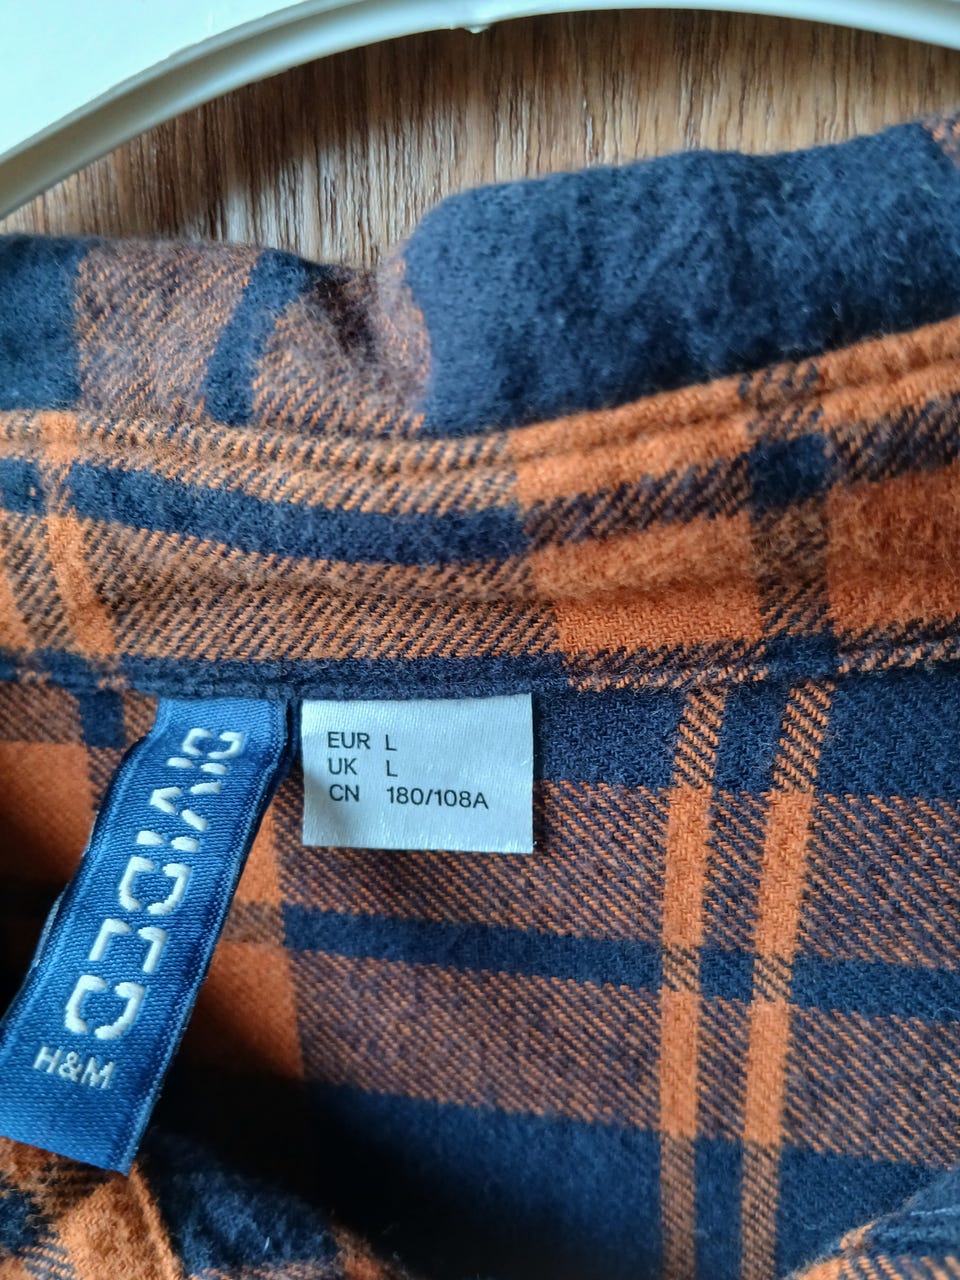 DIVIDED
H&M
EUR L
UK L
CN 180/108A